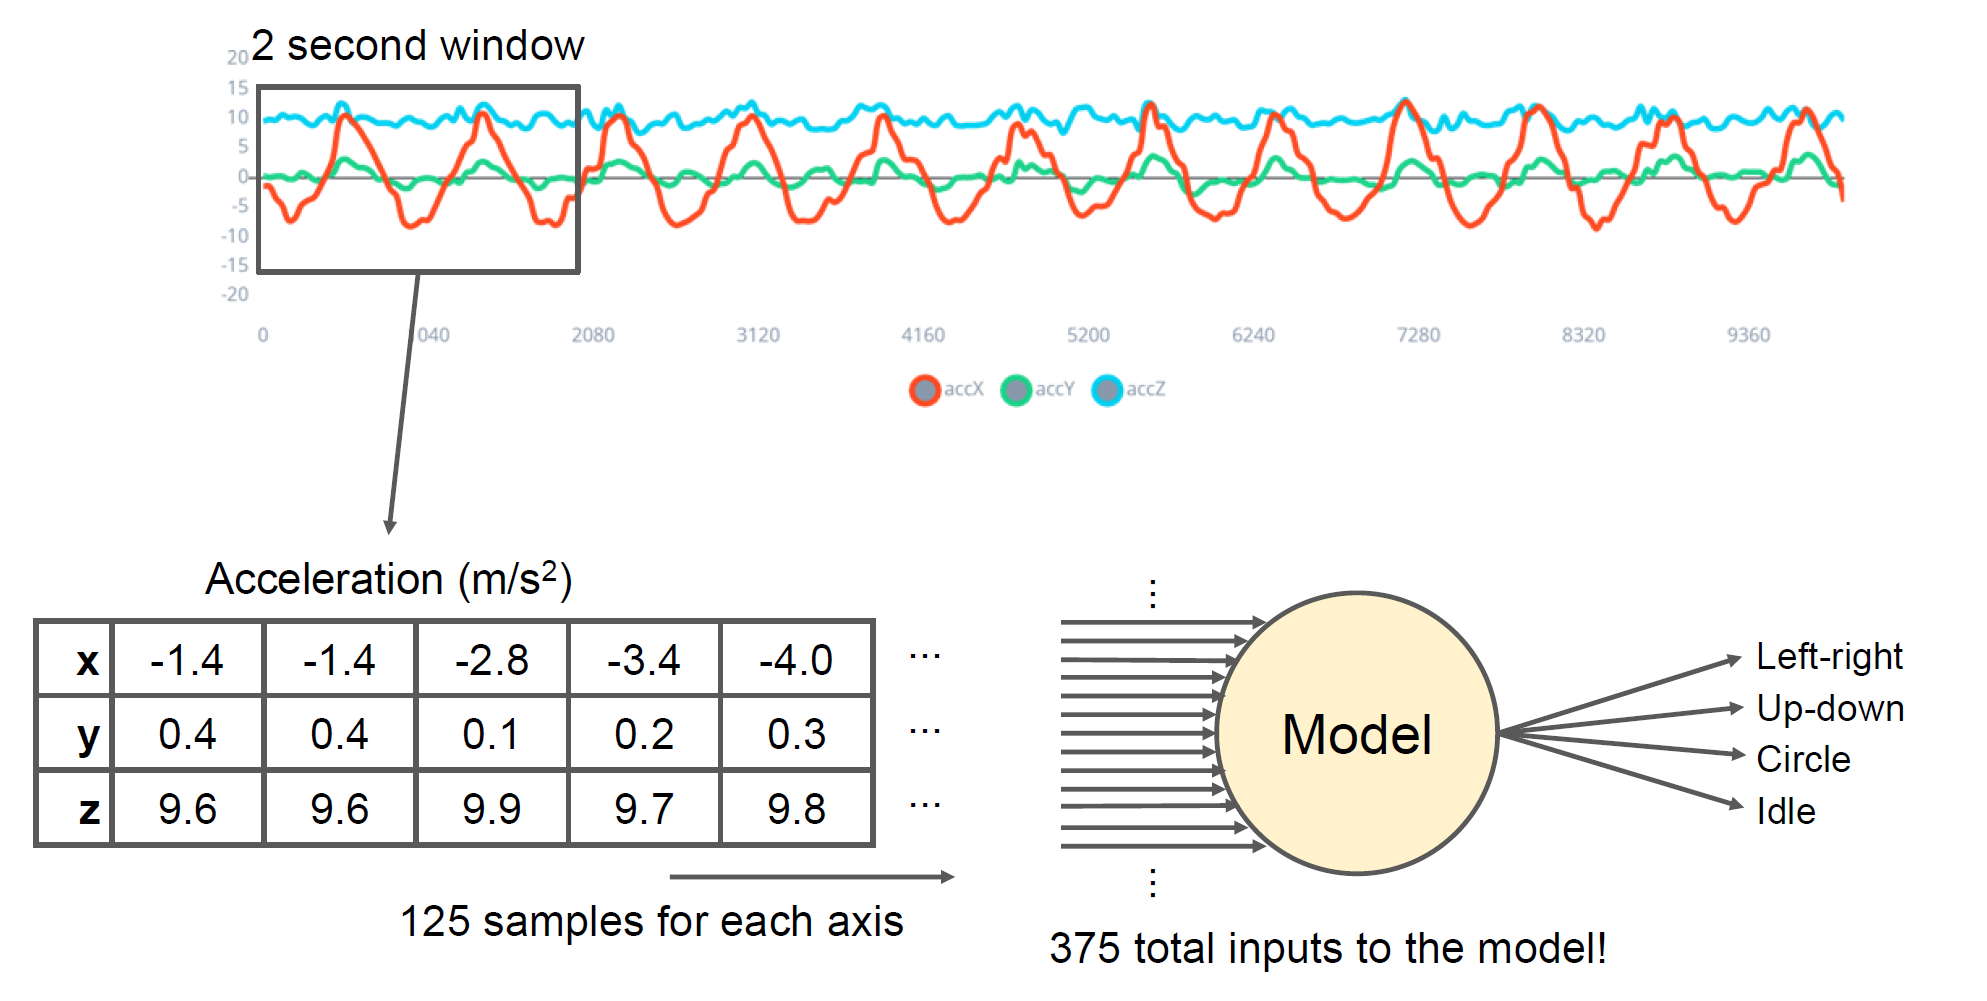 2 second window
20
15
10
5
0
-5
-10
-15
-20
0 040 2080 3120 4160 5200 6240 7280 8320 9360
accX accY accZ
Acceleration (m/s²)
x -1.4 -1.4 -2.8 -3.4 -4.0 ...
y 0.4 0.4 0.1 0.2 0.3 ...
z 9.6 9.6 9.9 9.7 9.8 ...
125 samples for each axis
Model
375 total inputs to the model!
Left-right
Up-down
Circle
Idle